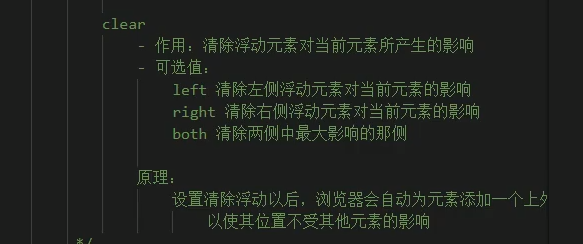 clear
- 作用：清除浮动元素对当前元素所产生的影响
- 可选值：
left 清除左侧浮动元素对当前元素的影响
right 清除右侧浮动元素对当前元素的影响
both 清除两侧中最大影响的那侧
原理：
设置清除浮动以后，浏览器会自动为元素添加一个上外
以使其位置不受其他元素的影响
*/